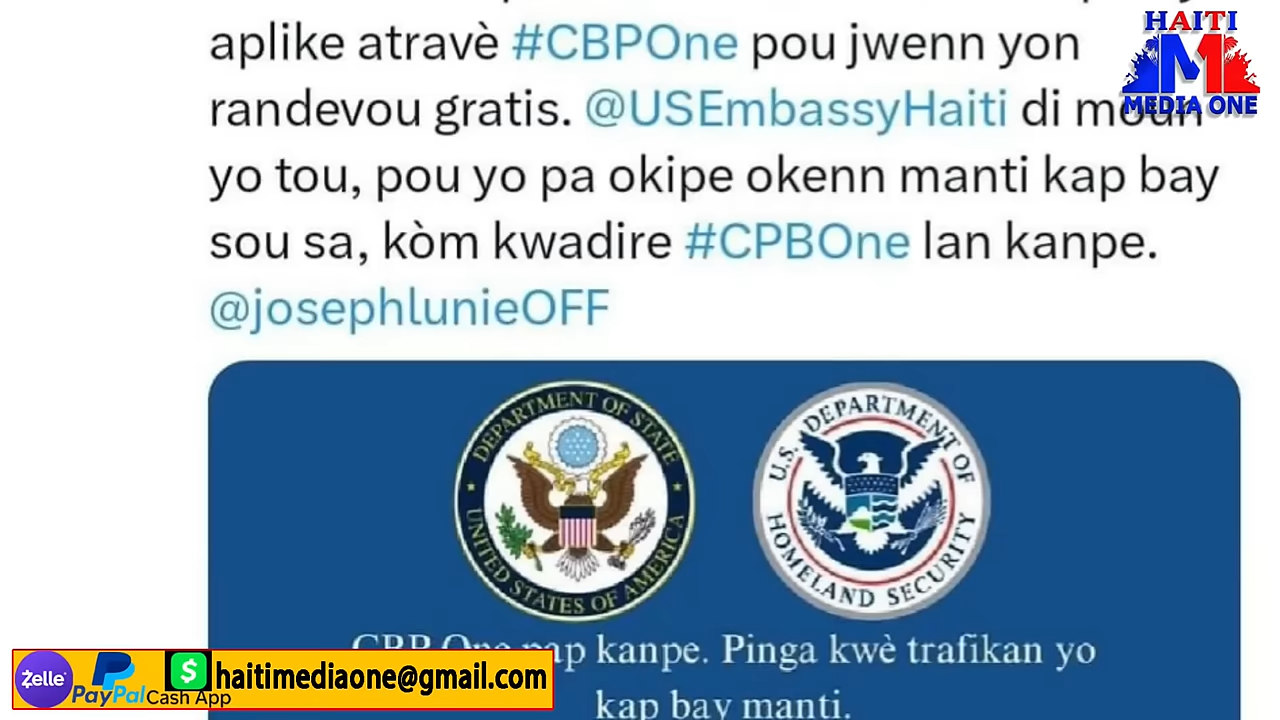 aplike atravè #CBPOne pou jwenn yon
randevou gratis. @USEmbassyHaiti di moun
yo tou, pou yo pa okipe okenn manti kap bay
sou sa, kòm kwadire #CPBOne lan kanpe.
@josephlunieOFF
HAITI
M
MEDIA ONE
DEPARTMENT OF STATE
UNITED STATES OF AMERICA
U.S. DEPARTMENT OF
HOMELAND SECURITY
CBP One pap kanpe. Pinga kwè trafikan yo
kap bay manti.
Zelle
PayPal
$
Cash App
haitimediaone@gmail.com